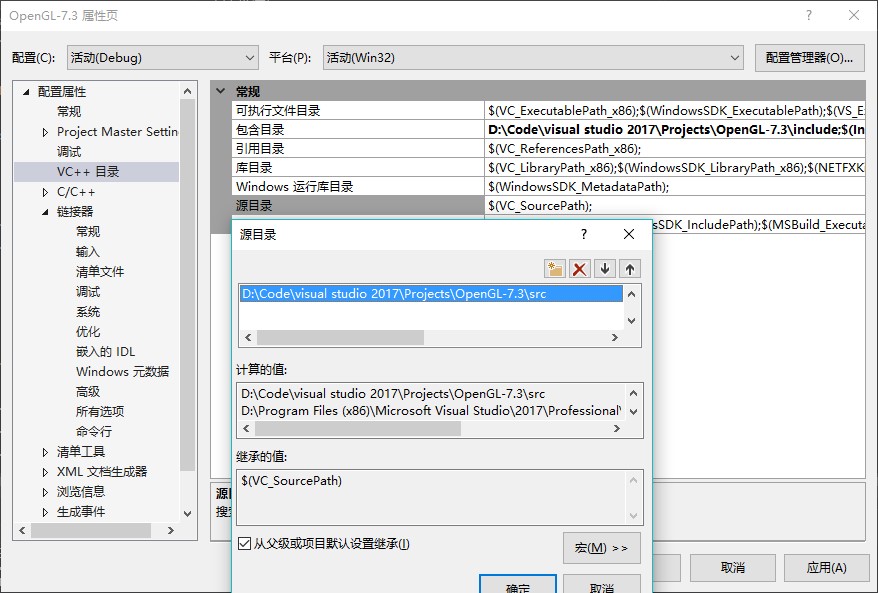 OpenGL-7.3 属性页
配置(C):
活动(Debug)
平台(P):
活动(Win32)
配置管理器(O)...
配置属性
常规
Project Master Settin
调试
VC++ 目录
C/C++
链接器
常规
输入
清单文件
调试
系统
优化
嵌入的 IDL
Windows 元数据
高级
所有选项
命令行
清单工具
XML 文档生成器
浏览信息
生成事件
常规
可执行文件目录 $(VC_ExecutablePath_x86);$(WindowsSDK_ExecutablePath);$(VS_E
包含目录 D:\Code\visual studio 2017\Projects\OpenGL-7.3\include;$(In
引用目录 $(VC_ReferencesPath_x86);
库目录 $(VC_LibraryPath_x86);$(WindowsSDK_LibraryPath_x86);$(NETFXK
Windows 运行库目录 $(WindowsSDK_MetadataPath);
源目录 $(VC_SourcePath);
sSDK_IncludePath);$(MSBuild_Executa
源目录
D:\Code\visual studio 2017\Projects\OpenGL-7.3\src
计算的值:
D:\Code\visual studio 2017\Projects\OpenGL-7.3\src
D:\Program Files (x86)\Microsoft Visual Studio\2017\Professional\
继承的值:
$(VC_SourcePath)
从父级或项目默认设置继承(I)
宏(M) >>
确定
取消
源
搜
取消
应用(A)